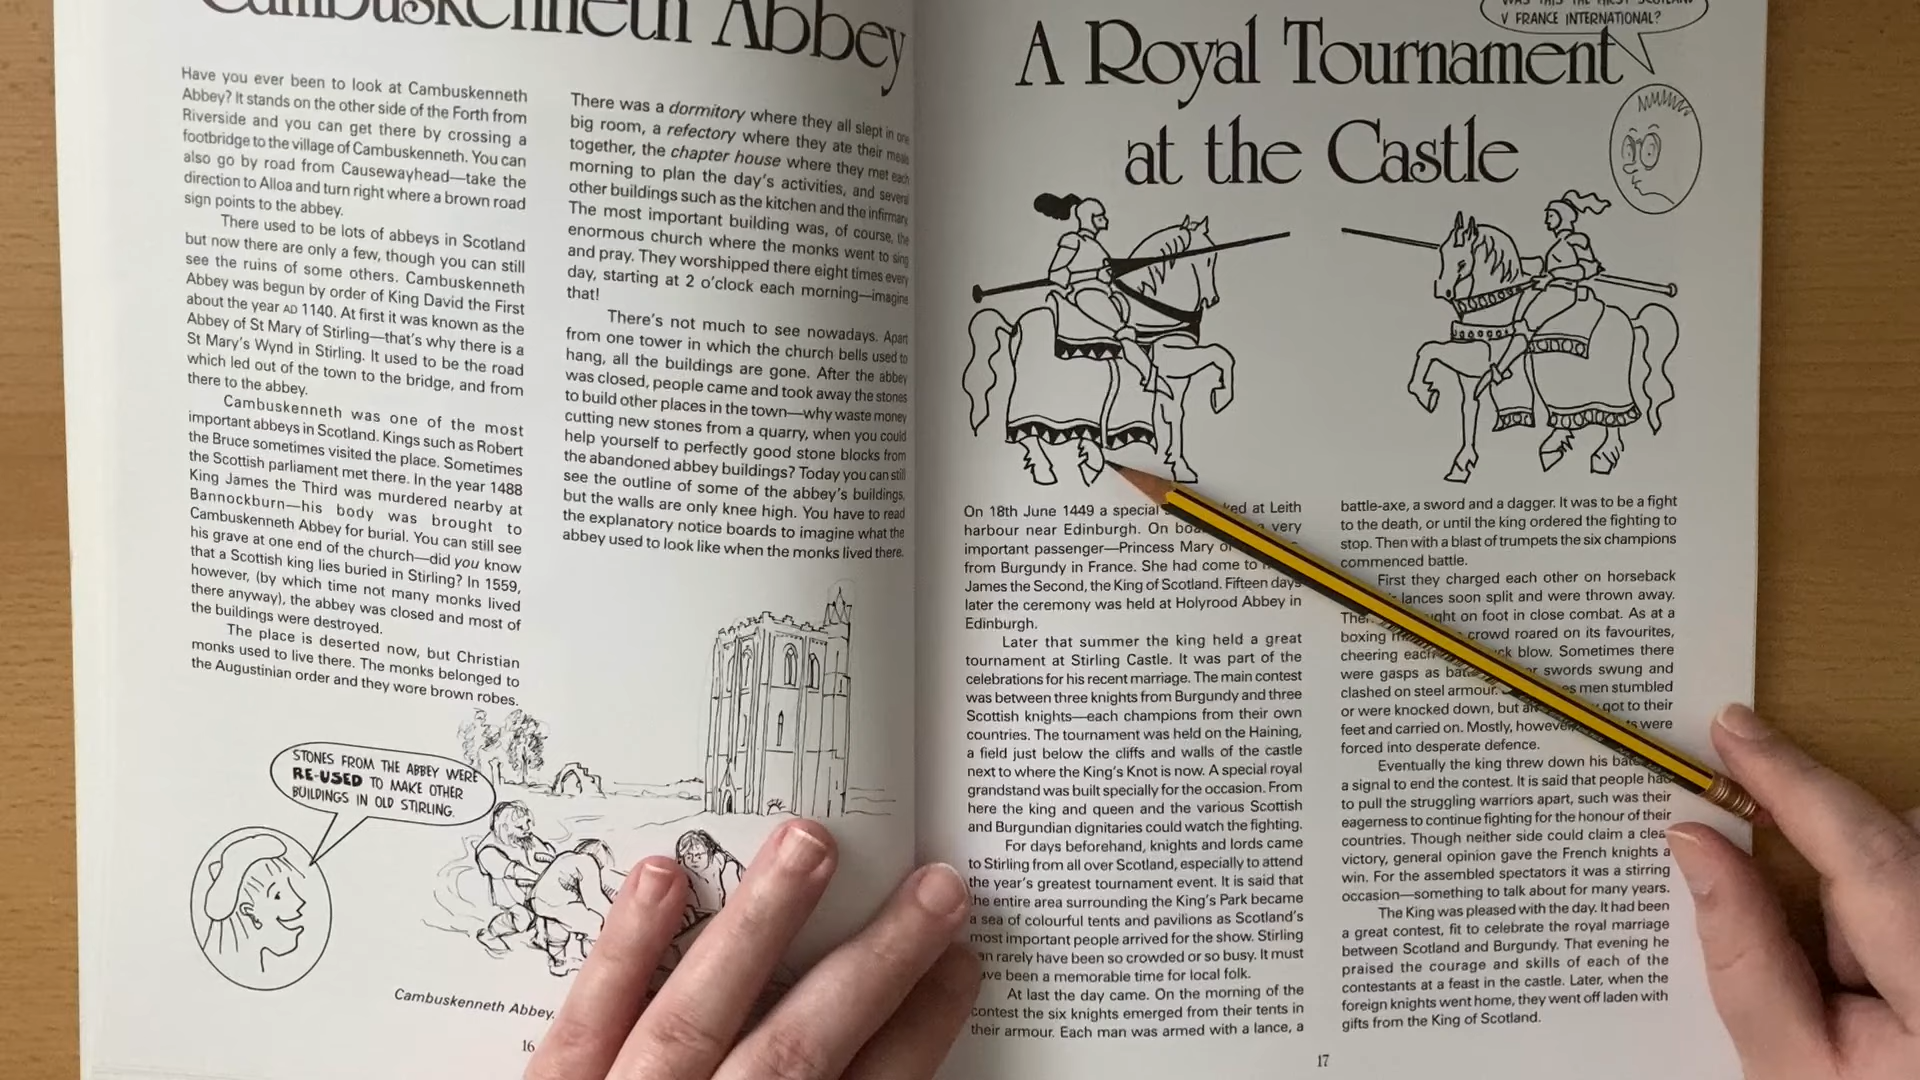 Cambuskenneth Abbey
Have you ever been to look at Cambuskenneth
Abbey? It stands on the other side of the Forth from
Riverside and you can get there by crossing a
footbridge to the village of Cambuskenneth. You can
also go by road from Causewayhead—take the
direction to Alloa and turn right where a brown road
sign points to the abbey.
There used to be lots of abbeys in Scotland
but now there are only a few, though you can still
see the ruins of some others. Cambuskenneth
Abbey was begun by order of King David the First
about the year AD 1140. At first it was known as the
Abbey of St Mary of Stirling—that's why there is a
St Mary's Wynd in Stirling. It used to be the road
which led out of the town to the bridge, and from
there to the abbey.
Cambuskenneth was one of the most
important abbeys in Scotland. Kings such as Robert
the Bruce sometimes visited the place. Sometimes
the Scottish parliament met there. In the year 1488
King James the Third was murdered nearby at
Bannockburn—his body was brought to
Cambuskenneth Abbey for burial. You can still see
his grave at one end of the church—did you know
that a Scottish king lies buried in Stirling? In 1559,
however, (by which time not many monks lived
there anyway), the abbey was closed and most of
the buildings were destroyed.
The place is deserted now, but Christian
monks used to live there. The monks belonged to
the Augustinian order and they wore brown robes.
There was a dormitory where they all slept in one
big room, a refectory where they ate their meals
together, the chapter house where they met each
morning to plan the day's activities, and several
other buildings such as the kitchen and the infirmary.
The most important building was, of course, the
enormous church where the monks went to sing
and pray. They worshipped there eight times every
day, starting at 2 o'clock each morning—imagine
that!
There's not much to see nowadays. Apart
from one tower in which the church bells used to
hang, all the buildings are gone. After the abbey
was closed, people came and took away the stones
to build other places in the town—why waste money
cutting new stones from a quarry, when you could
help yourself to perfectly good stone blocks from
the abandoned abbey buildings? Today you can still
see the outline of some of the abbey's buildings,
but the walls are only knee high. You have to read
the explanatory notice boards to imagine what the
abbey used to look like when the monks lived there.
STONES FROM THE ABBEY WERE
RE-USED TO MAKE OTHER
BUILDINGS IN OLD STIRLING.
Cambuskenneth Abbey.
16
WAS THIS THE FIRST SCOTLAND
V FRANCE INTERNATIONAL?
A Royal Tournament
at the Castle
On 18th June 1449 a special ked at Leith
harbour near Edinburgh. On boa very
important passenger—Princess Mary of
from Burgundy in France. She had come to
James the Second, the King of Scotland. Fifteen days
later the ceremony was held at Holyrood Abbey in
Edinburgh.
Later that summer the king held a great
tournament at Stirling Castle. It was part of the
celebrations for his recent marriage. The main contest
was between three knights from Burgundy and three
Scottish knights—each champions from their own
countries. The tournament was held on the Haining,
a field just below the cliffs and walls of the castle
next to where the King's Knot is now. A special royal
grandstand was built specially for the occasion. From
here the king and queen and the various Scottish
and Burgundian dignitaries could watch the fighting.
For days beforehand, knights and lords came
to Stirling from all over Scotland, especially to attend
the year's greatest tournament event. It is said that
the entire area surrounding the King's Park became
a sea of colourful tents and pavilions as Scotland's
most important people arrived for the show. Stirling
can rarely have been so crowded or so busy. It must
have been a memorable time for local folk.
At last the day came. On the morning of the
contest the six knights emerged from their tents in
their armour. Each man was armed with a lance, a
battle-axe, a sword and a dagger. It was to be a fight
to the death, or until the king ordered the fighting to
stop. Then with a blast of trumpets the six champions
commenced battle.
First they charged each other on horseback
lances soon split and were thrown away.
The ght on foot in close combat. As at a
boxing crowd roared on its favourites,
cheering each ck blow. Sometimes there
were gasps as bat or swords swung and
clashed on steel armour. es men stumbled
or were knocked down, but got to their
feet and carried on. Mostly, however ts were
forced into desperate defence.
Eventually the king threw down his bat
a signal to end the contest. It is said that people had
to pull the struggling warriors apart, such was their
eagerness to continue fighting for the honour of their
countries. Though neither side could claim a clear
victory, general opinion gave the French knights a
win. For the assembled spectators it was a stirring
occasion—something to talk about for many years.
The King was pleased with the day. It had been
a great contest, fit to celebrate the royal marriage
between Scotland and Burgundy. That evening he
praised the courage and skills of each of the
contestants at a feast in the castle. Later, when the
foreign knights went home, they went off laden with
gifts from the King of Scotland.
17